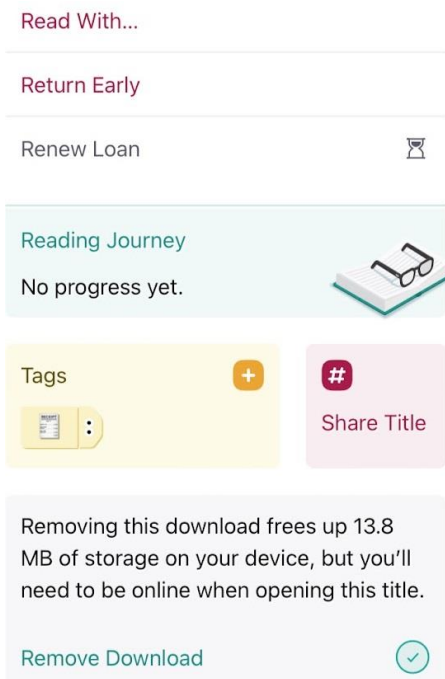 Read With...
Return Early
Renew Loan
Reading Journey
No progress yet.
Tags
#
Share Title
Removing this download frees up 13.8
MB of storage on your device, but you’ll
need to be online when opening this title.
Remove Download